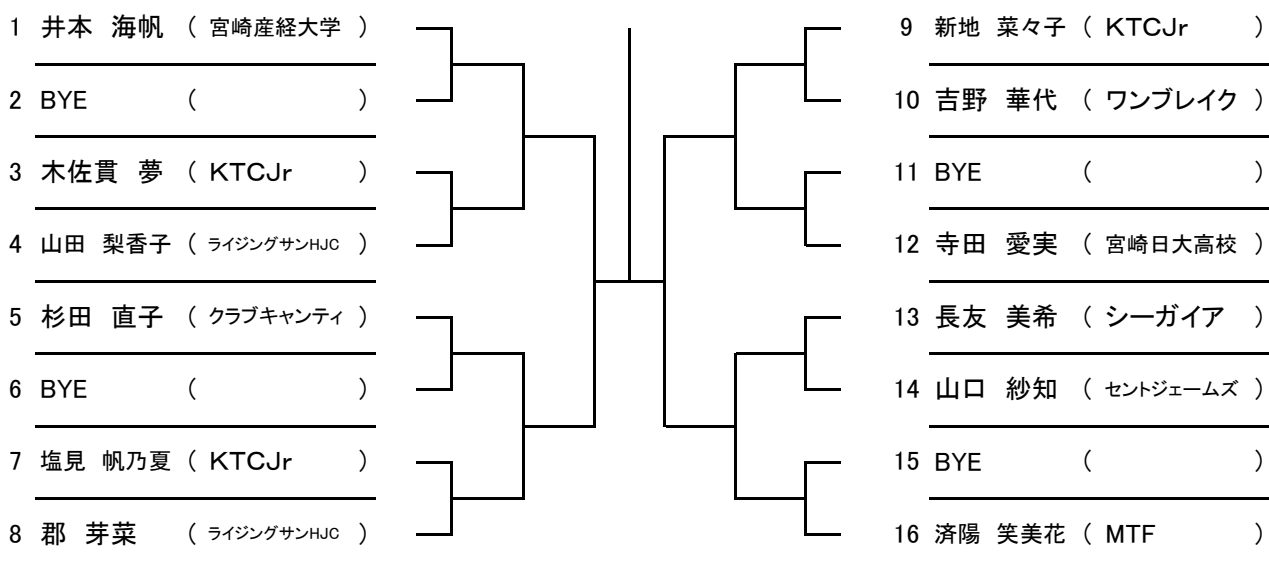 1 井本 海帆 ( 宮崎産経大学 )
2 BYE ( )
3 木佐貫 夢 ( KTCJr )
4 山田 梨香子 ( ライジングサンHJC )
5 杉田 直子 ( クラブキャンティ )
6 BYE ( )
7 塩見 帆乃夏 ( KTCJr )
8 郡 芽菜 ( ライジングサンHJC )
9 新地 菜々子 ( KTCJr )
10 吉野 華代 ( ワンブレイク )
11 BYE ( )
12 寺田 愛実 ( 宮崎日大高校 )
13 長友 美希 ( シーガイア )
14 山口 紗知 ( セントジェームズ )
15 BYE ( )
16 済陽 笑美花 ( MTF )